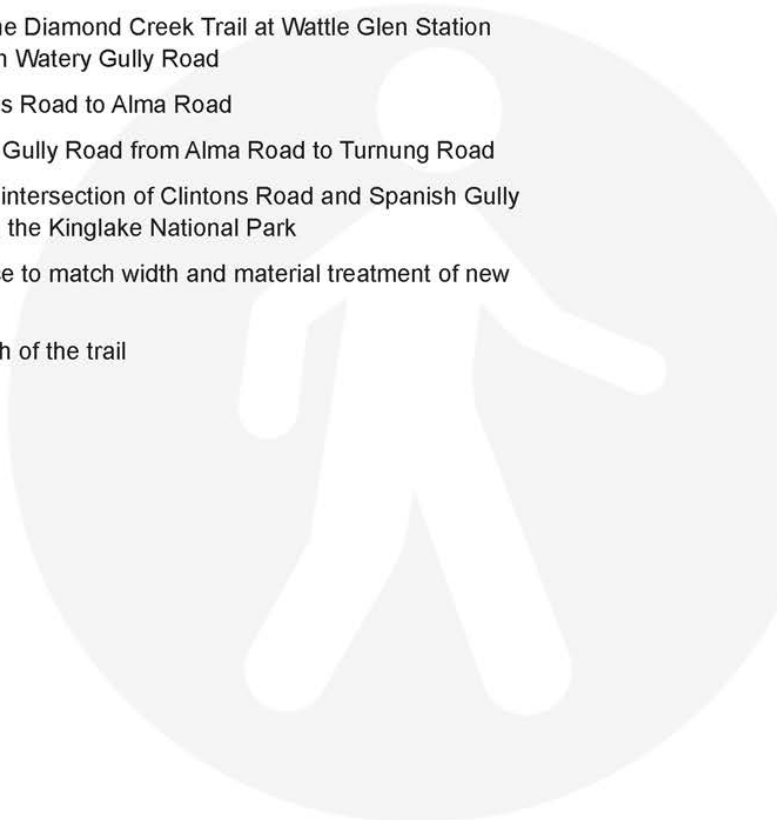 e Diamond Creek Trail at Wattle Glen Station
n Watery Gully Road
s Road to Alma Road
Gully Road from Alma Road to Turnung Road
intersection of Clintons Road and Spanish Gully
the Kinglake National Park
e to match width and material treatment of new
h of the trail